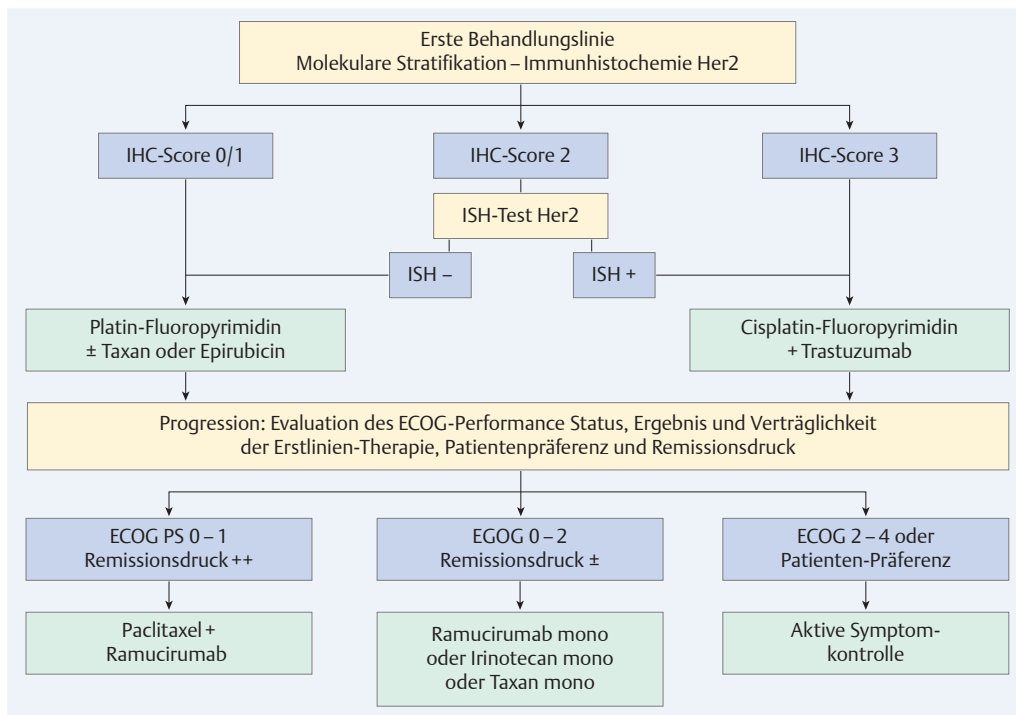 Erste Behandlungslinie
Molekulare Stratifikation – Immunhistochemie Her2
IHC-Score 0/1
IHC-Score 2
IHC-Score 3
ISH-Test Her2
ISH –
ISH +
Platin-Fluoropyrimidin
± Taxan oder Epirubicin
Cisplatin-Fluoropyrimidin
+ Trastuzumab
Progression: Evaluation des ECOG-Performance Status, Ergebnis und Verträglichkeit
der Erstlinien-Therapie, Patientenpräferenz und Remissionsdruck
ECOG PS 0 – 1
Remissionsdruck ++
EGOG 0 – 2
Remissionsdruck ±
ECOG 2 – 4 oder
Patienten-Präferenz
Paclitaxel +
Ramucirumab
Ramucirumab mono
oder Irinotecan mono
oder Taxan mono
Aktive Symptom-
kontrolle